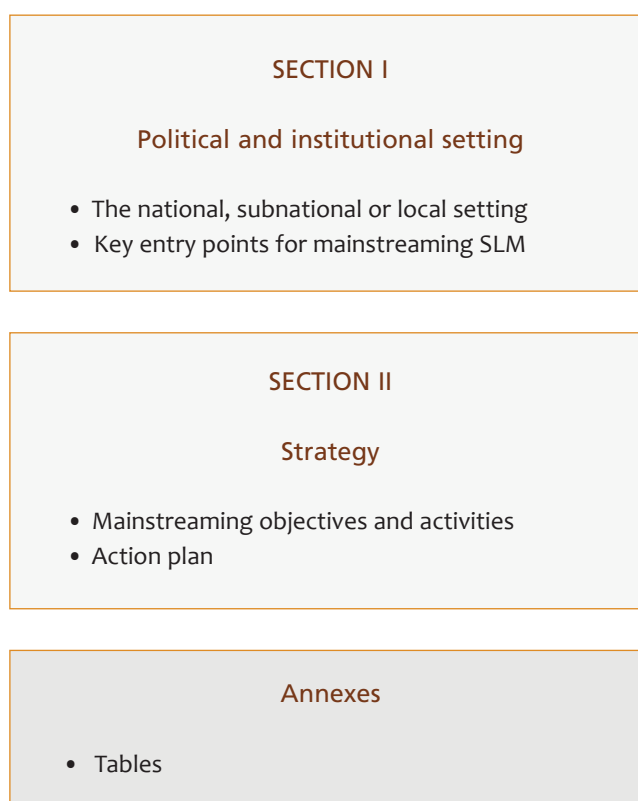 SECTION I
Political and institutional setting
• The national, subnational or local setting
• Key entry points for mainstreaming SLM
SECTION II
Strategy
• Mainstreaming objectives and activities
• Action plan
Annexes
• Tables